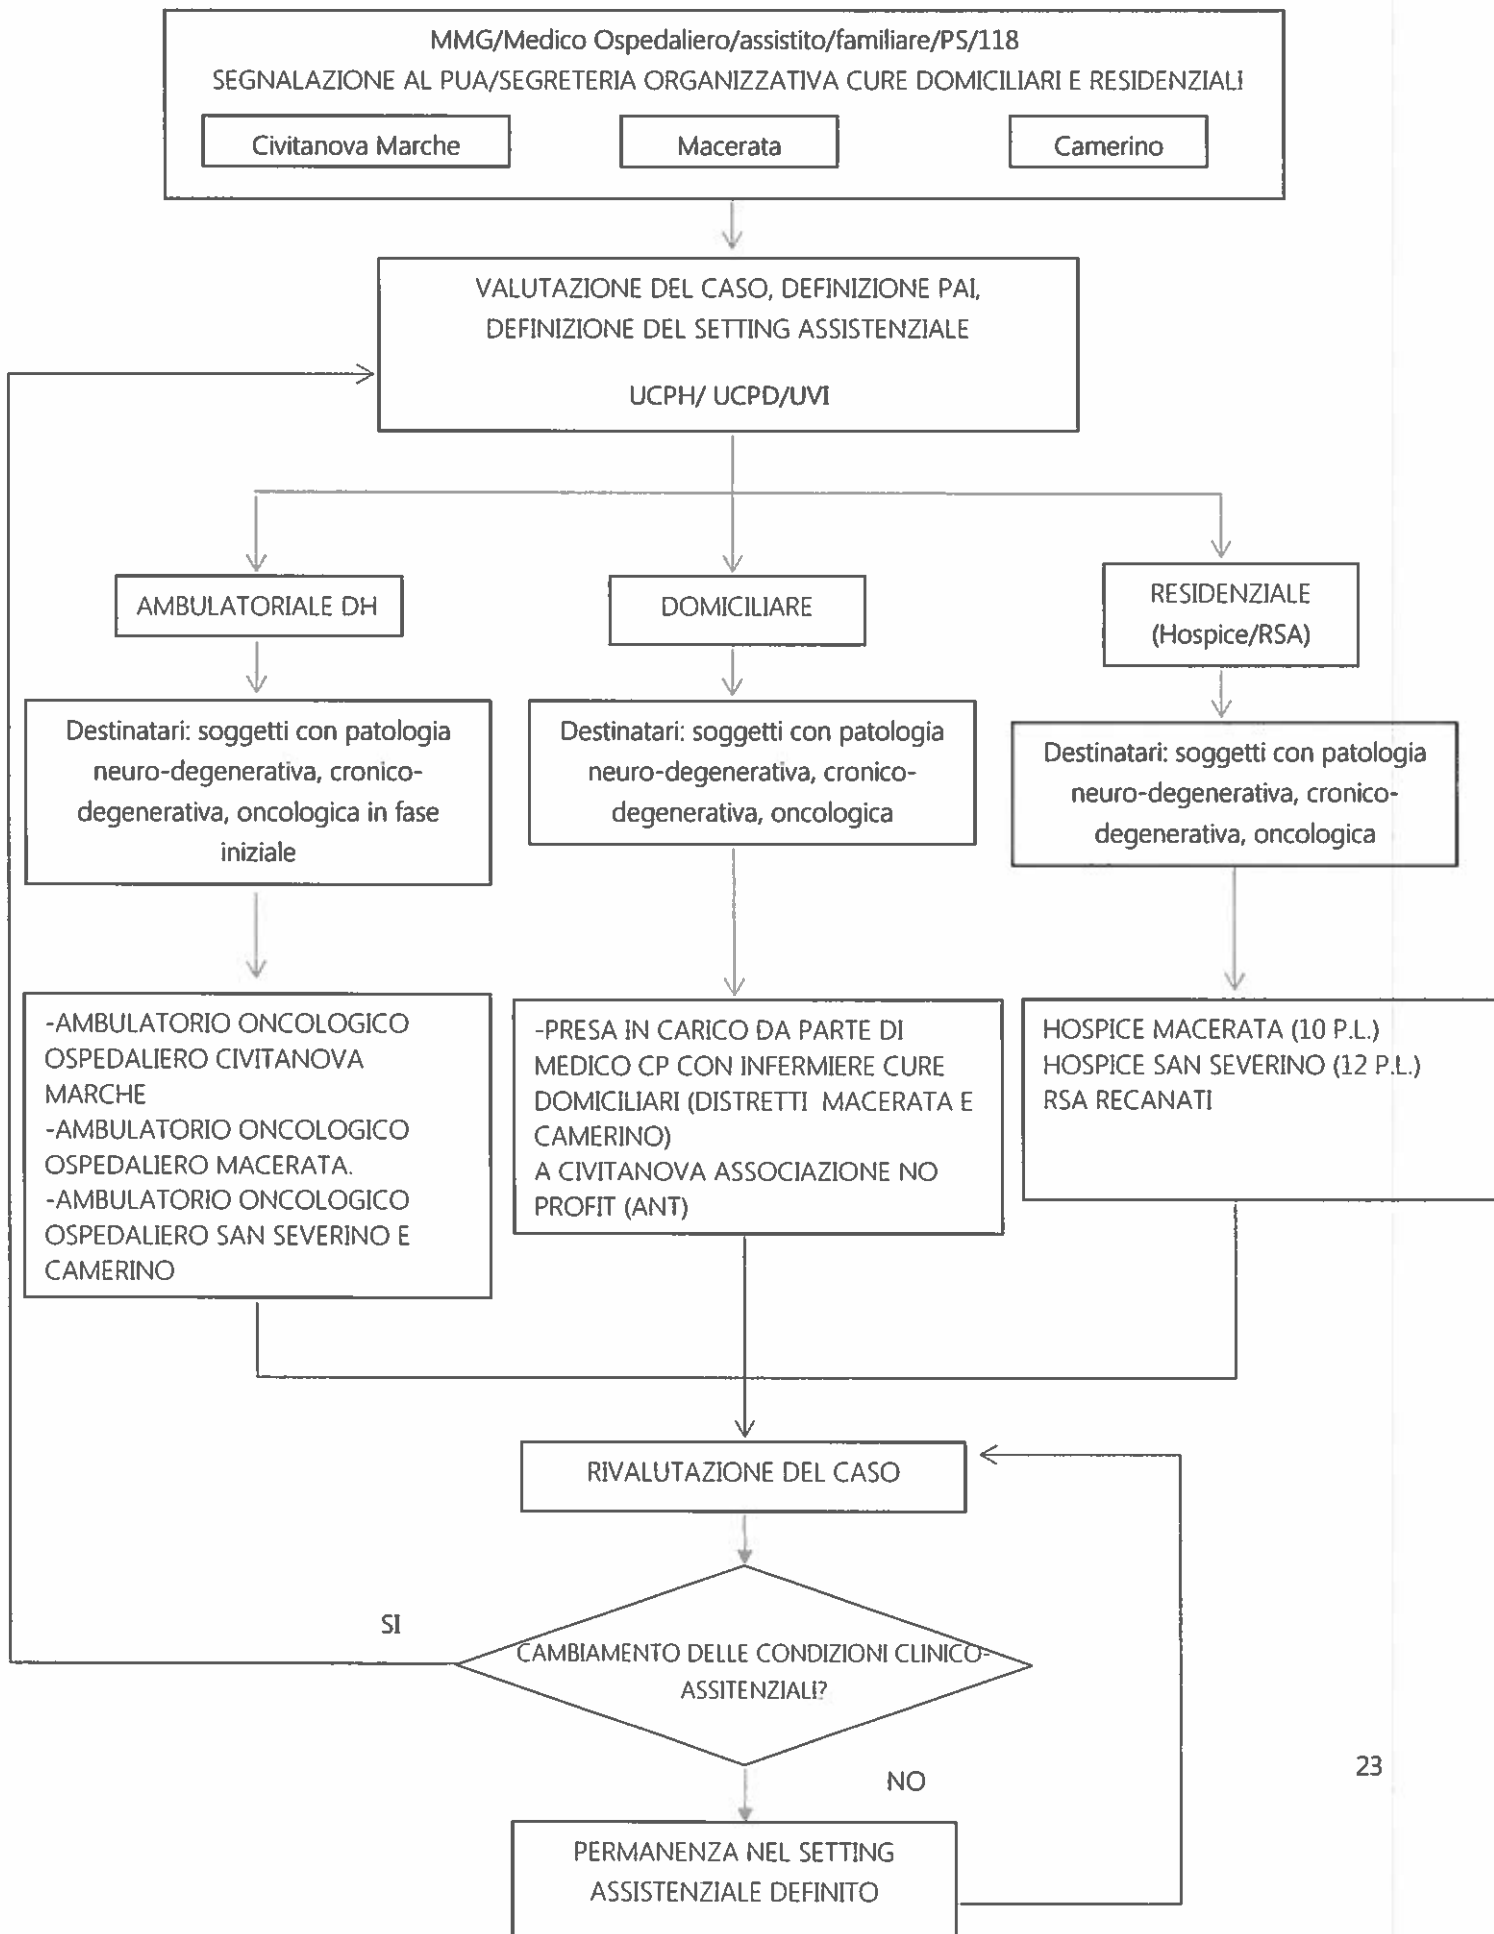 MMG/Medico Ospedaliero/assistito/familiare/PS/118
SEGNALAZIONE AL PUA/SEGRETERIA ORGANIZZATIVA CURE DOMICILIARI E RESIDENZIALI
Civitanova Marche
Macerata
Camerino
VALUTAZIONE DEL CASO, DEFINIZIONE PAI,
DEFINIZIONE DEL SETTING ASSISTENZIALE
UCPH/ UCPD/UVI
AMBULATORIALE DH
DOMICILIARE
RESIDENZIALE
(Hospice/RSA)
Destinatari: soggetti con patologia
neuro-degenerativa, cronico-
degenerativa, oncologica in fase
iniziale
Destinatari: soggetti con patologia
neuro-degenerativa, cronico-
degenerativa, oncologica
Destinatari: soggetti con patologia
neuro-degenerativa, cronico-
degenerativa, oncologica
-AMBULATORIO ONCOLOGICO
OSPEDALIERO CIVITANOVA
MARCHE
-AMBULATORIO ONCOLOGICO
OSPEDALIERO MACERATA.
-AMBULATORIO ONCOLOGICO
OSPEDALIERO SAN SEVERINO E
CAMERINO
-PRESA IN CARICO DA PARTE DI
MEDICO CP CON INFERMIERE CURE
DOMICILIARI (DISTRETTI MACERATA E
CAMERINO)
A CIVITANOVA ASSOCIAZIONE NO
PROFIT (ANT)
HOSPICE MACERATA (10 P.L.)
HOSPICE SAN SEVERINO (12 P.L.)
RSA RECANATI
RIVALUTAZIONE DEL CASO
SI
CAMBIAMENTO DELLE CONDIZIONI CLINICO-
ASSITENZIALI?
NO
23
PERMANENZA NEL SETTING
ASSISTENZIALE DEFINITO